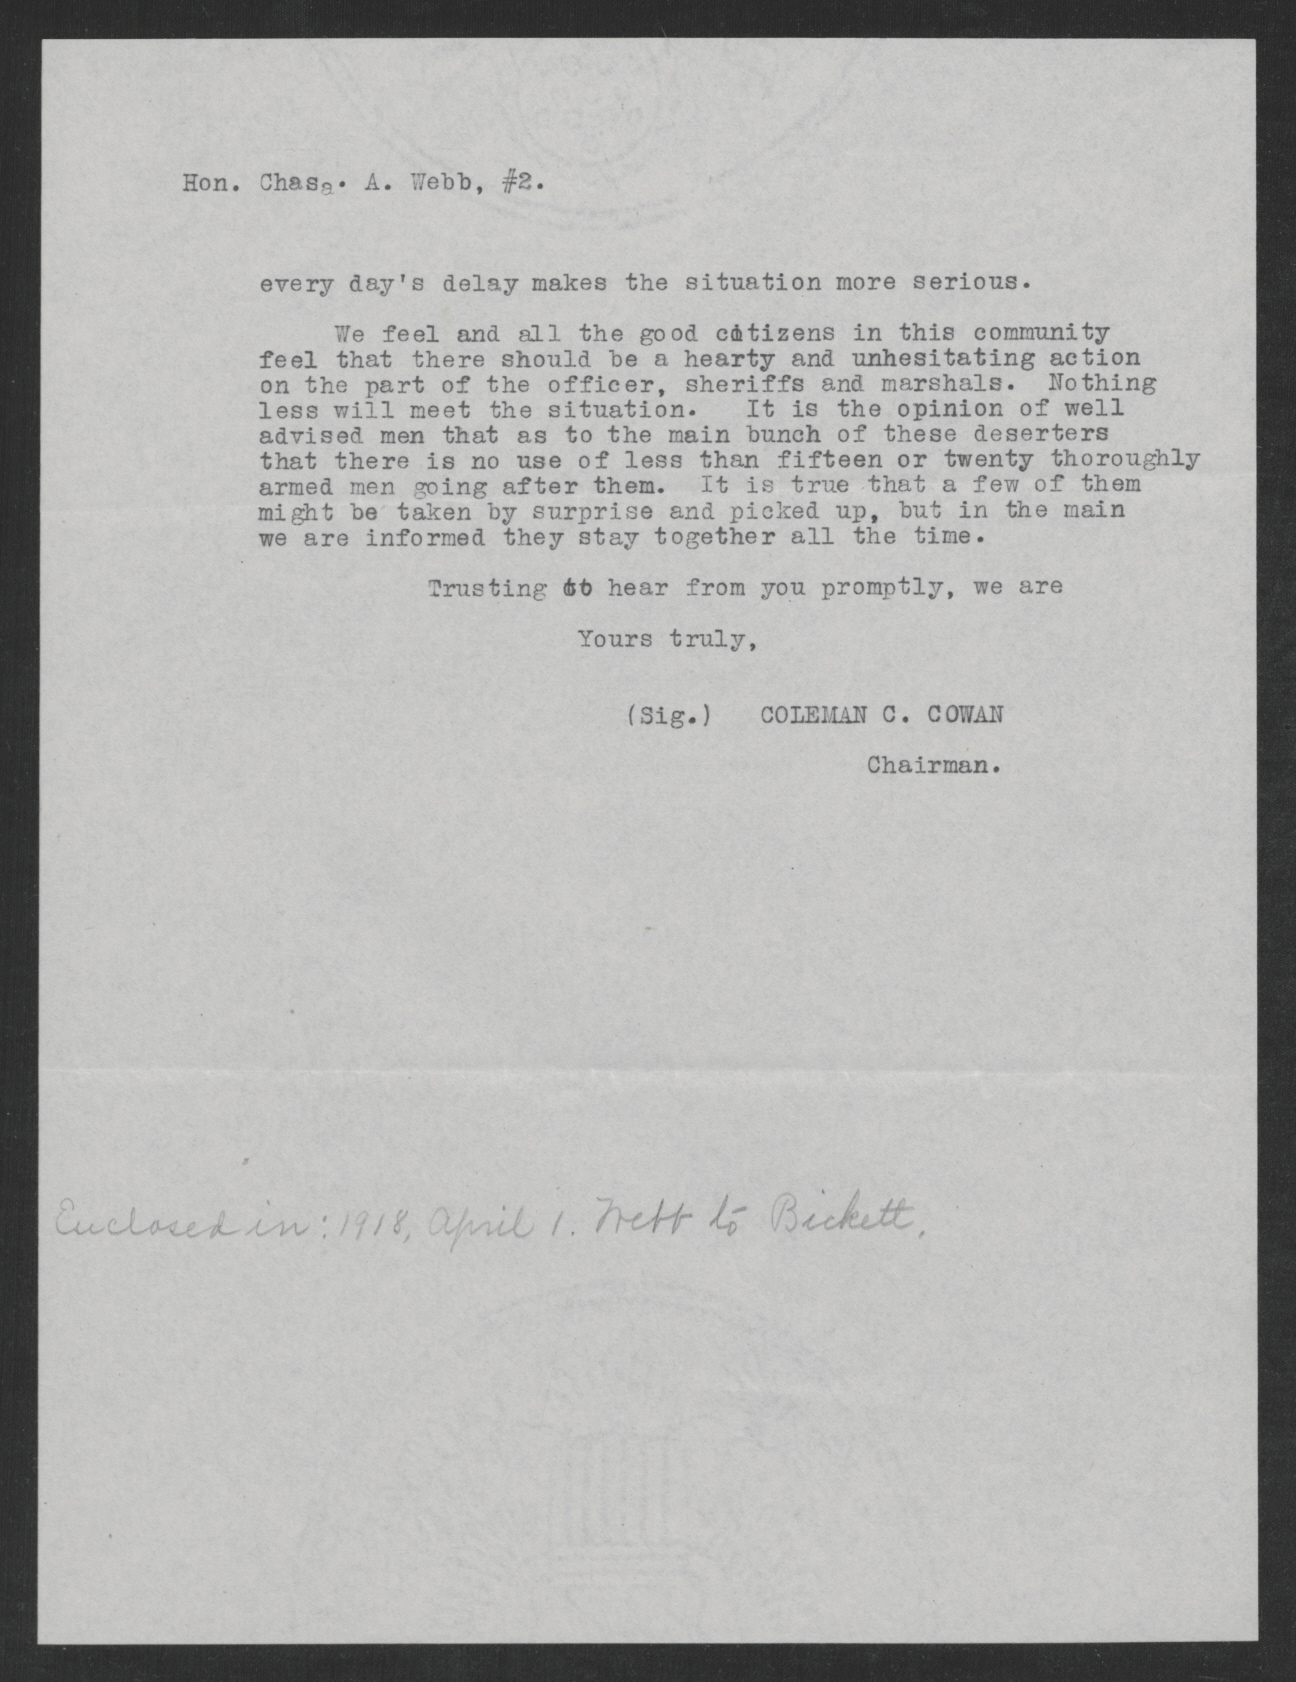 Hon. Chasa. A. Webb, #2.
every day's delay makes the situation more serious.
We feel and all the good citizens in this community
feel that there should be a hearty and unhesitating action
on the part of the officer, sheriffs and marshals. Nothing
less will meet the situation. It is the opinion of well
advised men that as to the main bunch of these deserters
that there is no use of less than fifteen or twenty thoroughly
armed men going after them. It is true that a few of them
might be taken by surprise and picked up, but in the main
we are informed they stay together all the time.
Trusting to hear from you promptly, we are
Yours truly,
(Sig.) COLEMAN C. COWAN
Chairman.
Enclosed in: 1918, April 1. Webb to Bickett.